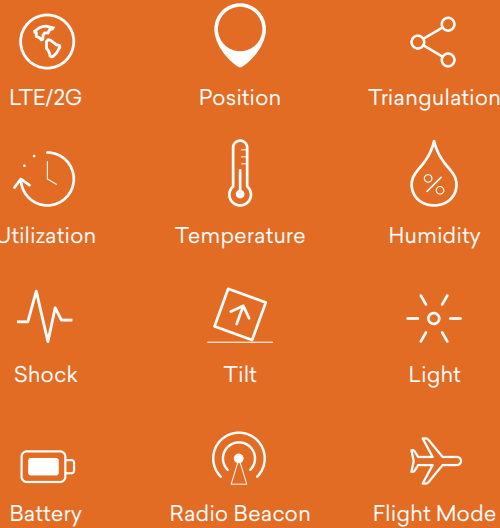 LTE/2G Position Triangulation
Utilization Temperature Humidity
%
Shock Tilt Light
Battery Radio Beacon Flight Mode